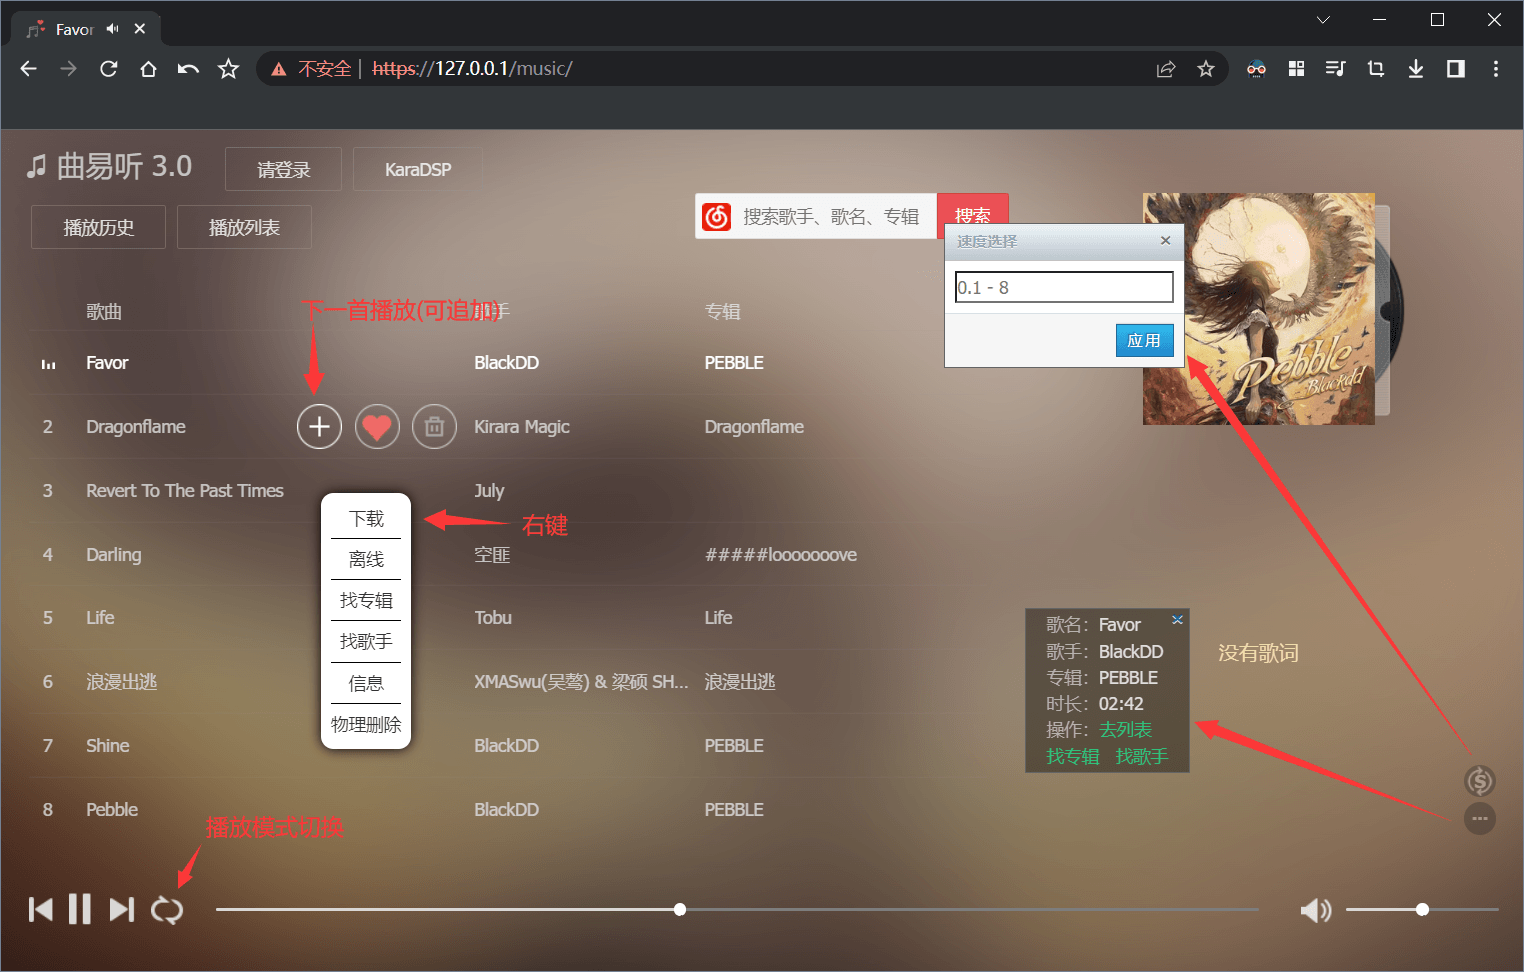 Favor
不安全 | https://127.0.0.1/music/
曲易听 3.0
请登录
KaraDSP
播放历史
播放列表
搜索歌手、歌名、专辑
搜索
速度选择
0.1 - 8
应用
Pebble
Blackdd
下一首播放(可追加)
歌曲 歌手 专辑
Favor BlackDD PEBBLE
2 Dragonflame Kirara Magic Dragonflame
3 Revert To The Past Times July
右键
4 Darling 空匪 #####looooooove
5 Life Tobu Life
6 浪漫出逃 XMASwu(吴骜) & 梁硕 SH... 浪漫出逃
7 Shine BlackDD PEBBLE
8 Pebble BlackDD PEBBLE
下载
离线
找专辑
找歌手
信息
物理删除
歌名：Favor
歌手：BlackDD
专辑：PEBBLE
时长：02:42
操作：去列表
找专辑 找歌手
没有歌词
播放模式切换